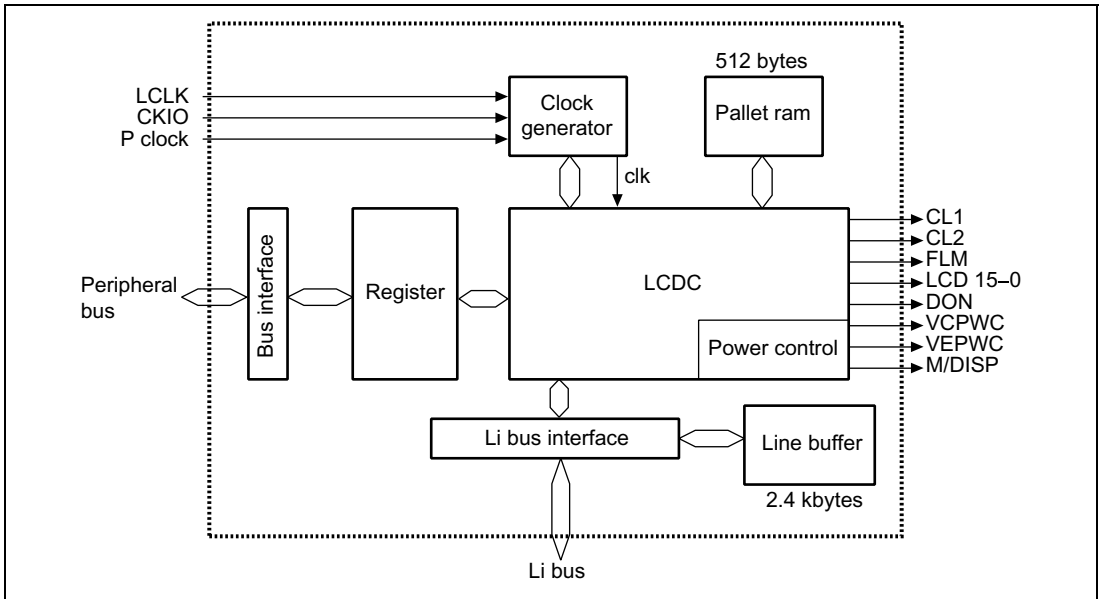 512 bytes
LCLK
CKIO
P clock
Clock
generator
Pallet ram
clk
Peripheral
bus
Bus interface
Register
LCDC
Power control
CL1
CL2
FLM
LCD 15–0
DON
VCPWC
VEPWC
M/DISP
Li bus interface
Line buffer
2.4 kbytes
Li bus